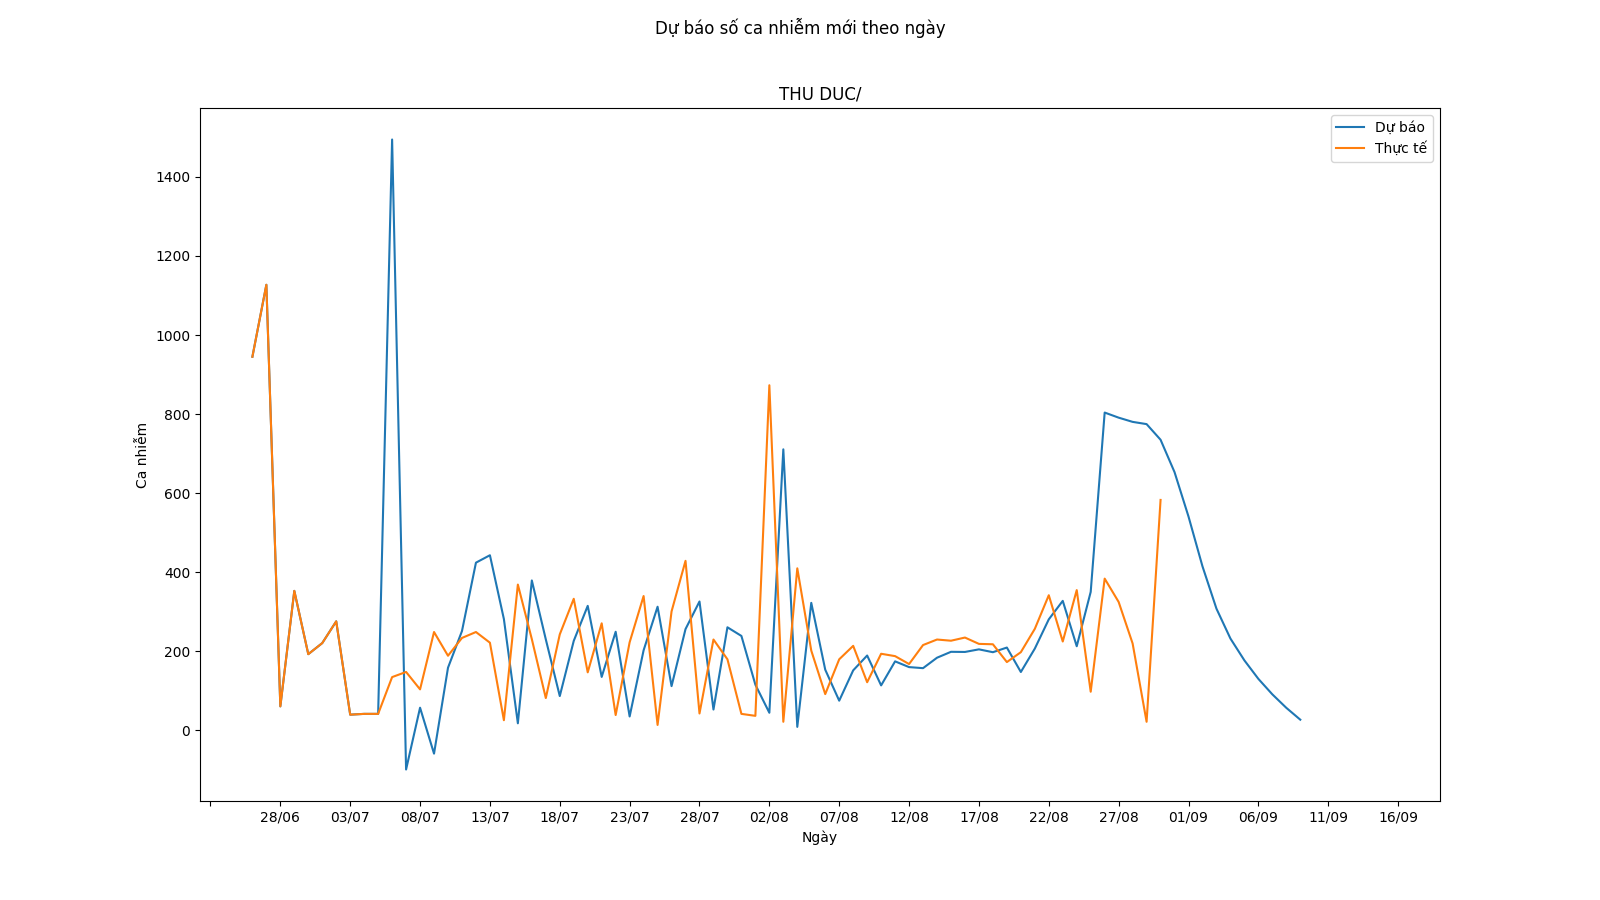 Dự báo số ca nhiễm mới theo ngày
THU DUC/
Dự báo
Thực tế
1400
1200
1000
800
600
400
200
0
Ca nhiễm
28/06 03/07 08/07 13/07 18/07 23/07 28/07 02/08 07/08 12/08 17/08 22/08 27/08 01/09 06/09 11/09 16/09
Ngày